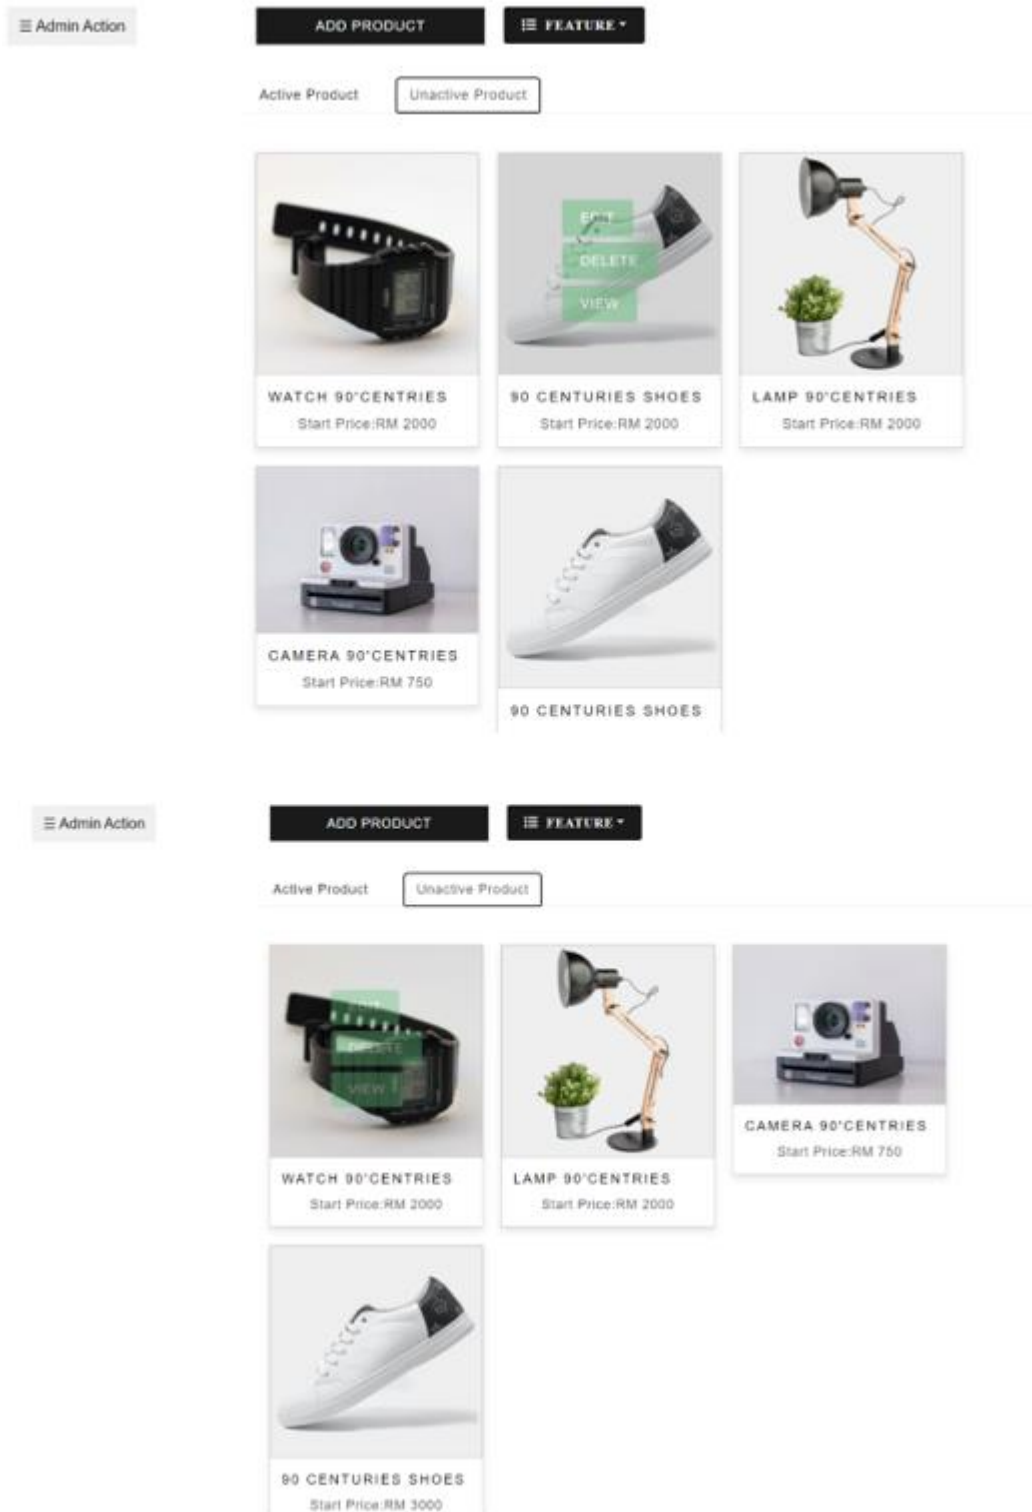 ☰ Admin Action
ADD PRODUCT
FEATURE
Active Product
Unactive Product
EDIT
DELETE
VIEW
WATCH 90'CENTRIES
Start Price:RM 2000
90 CENTURIES SHOES
Start Price:RM 2000
LAMP 90'CENTRIES
Start Price:RM 2000
CAMERA 90'CENTRIES
Start Price:RM 750
90 CENTURIES SHOES
☰ Admin Action
ADD PRODUCT
FEATURE
Active Product
Unactive Product
EDIT
DELETE
VIEW
WATCH 90'CENTRIES
Start Price:RM 2000
LAMP 90'CENTRIES
Start Price:RM 2000
CAMERA 90'CENTRIES
Start Price:RM 750
90 CENTURIES SHOES
Start Price:RM 3000